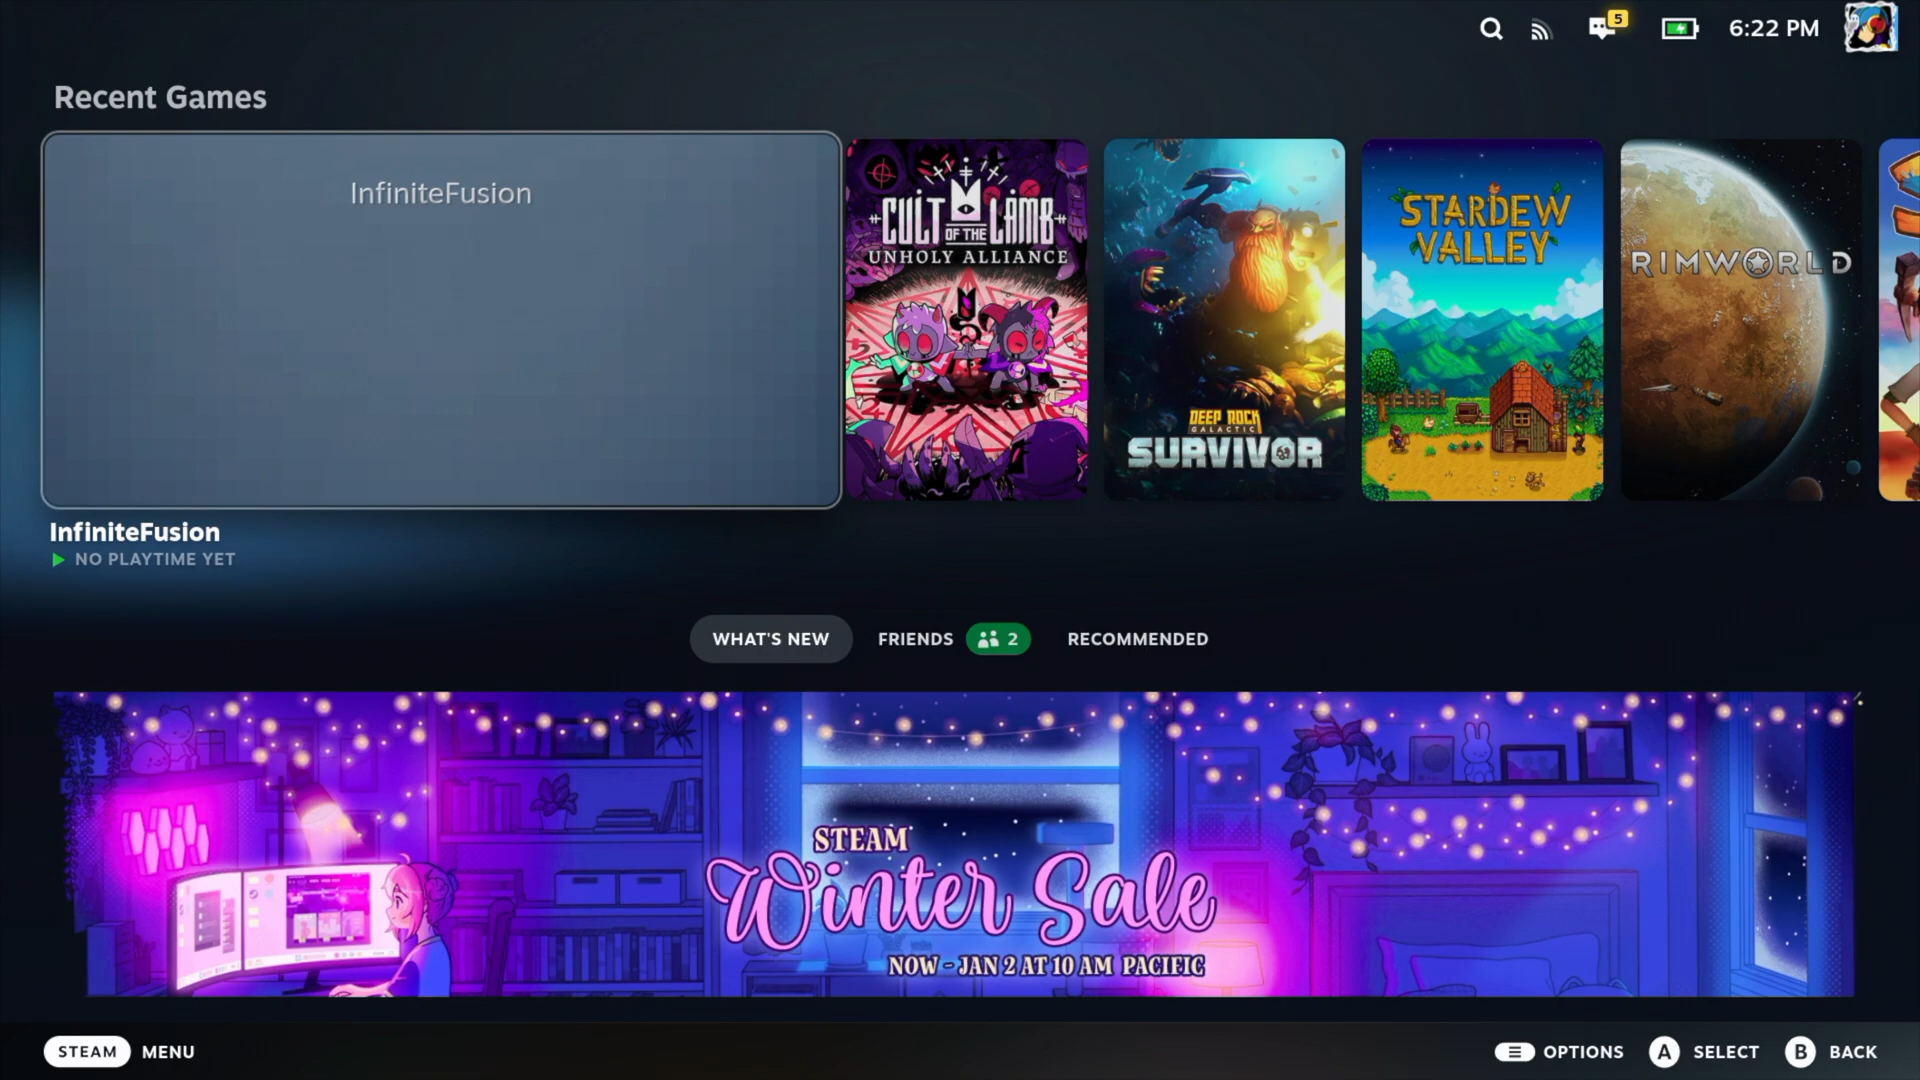 5
6:22 PM
Recent Games
InfiniteFusion
CULT OF THE LAMB
UNHOLY ALLIANCE
DEEP ROCK
GALACTIC
SURVIVOR
STARDEW
VALLEY
RIMWORLD
InfiniteFusion
NO PLAYTIME YET
WHAT'S NEW
FRIENDS
2
RECOMMENDED
STEAM
Winter Sale
NOW - JAN 2 AT 10 AM PACIFIC
STEAM
MENU
OPTIONS
A
SELECT
B
BACK